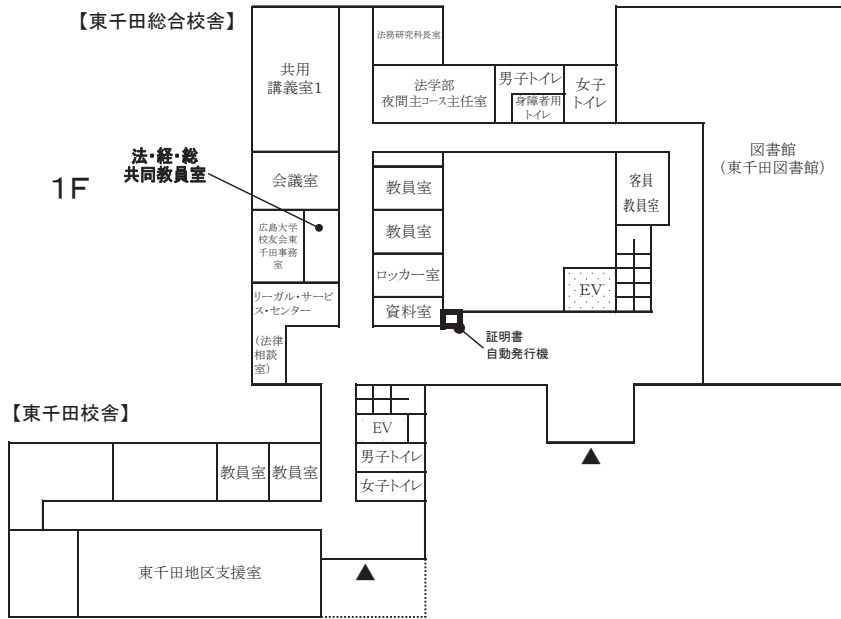 【東千田総合校舎】
法務研究科長室
共用
講義室1
法学部
夜間主コース主任室
男子トイレ
身障者用
トイレ
女子
トイレ
図書館
(東千田図書館)
法・経・総
共同教員室
1F
会議室
教員室
客員
教員室
広島大学
校友会東
千田事務
室
教員室
ロッカー室
EV
リーガル・サービ
ス・センター
資料室
(法律
相談
室)
証明書
自動発行機
【東千田校舎】
EV
教員室
教員室
男子トイレ
女子トイレ
東千田地区支援室